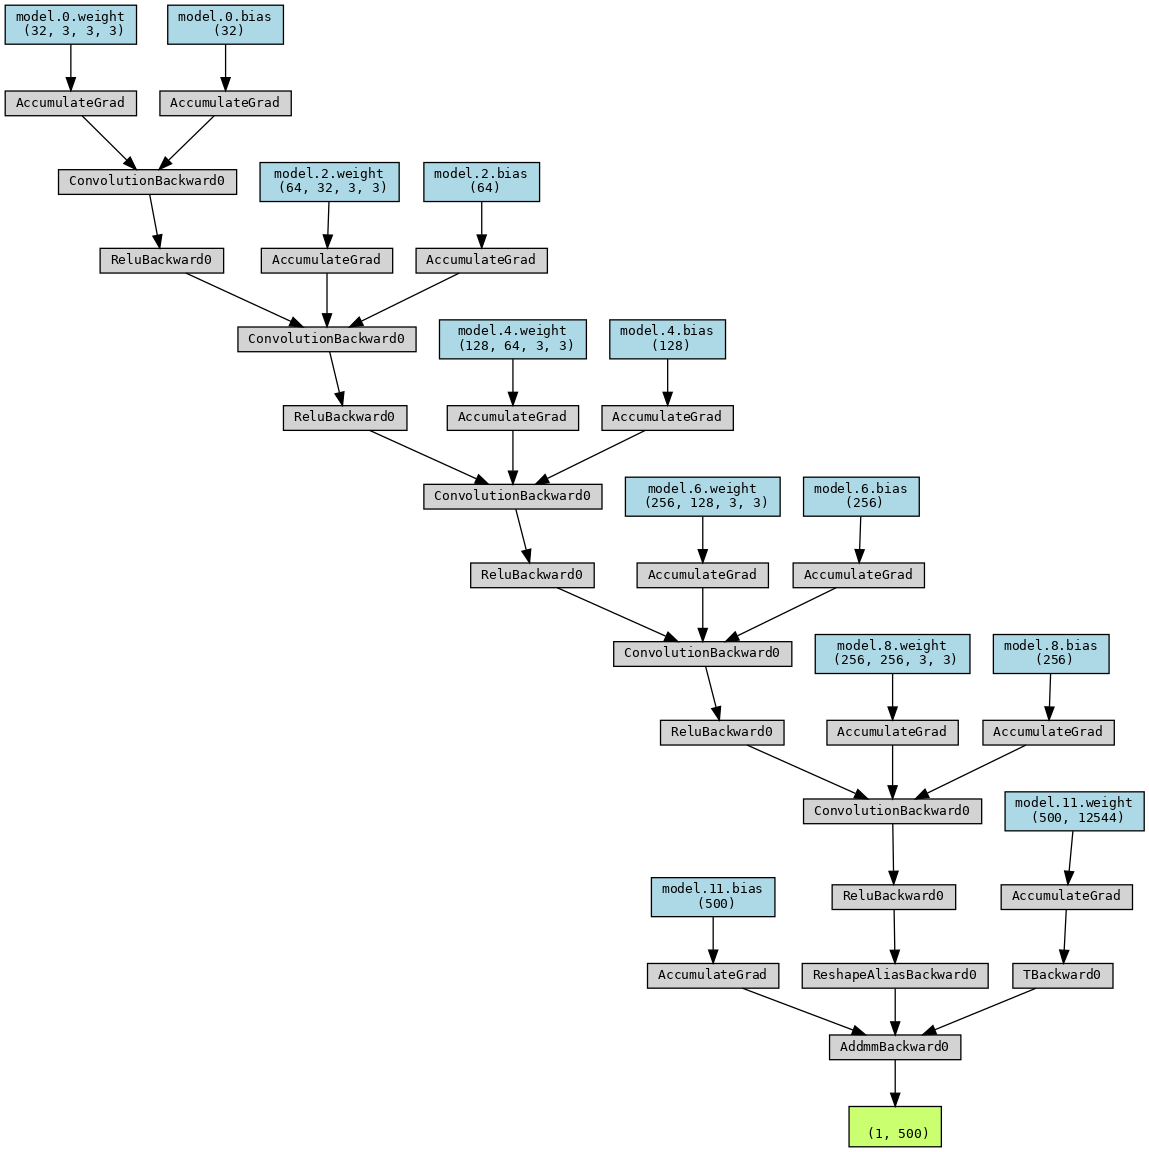 model.0.weight
(32, 3, 3, 3)
model.0.bias
(32)
AccumulateGrad
AccumulateGrad
ConvolutionBackward0
model.2.weight
(64, 32, 3, 3)
model.2.bias
(64)
ReluBackward0
AccumulateGrad
AccumulateGrad
ConvolutionBackward0
model.4.weight
(128, 64, 3, 3)
model.4.bias
(128)
ReluBackward0
AccumulateGrad
AccumulateGrad
ConvolutionBackward0
model.6.weight
(256, 128, 3, 3)
model.6.bias
(256)
ReluBackward0
AccumulateGrad
AccumulateGrad
ConvolutionBackward0
model.8.weight
(256, 256, 3, 3)
model.8.bias
(256)
ReluBackward0
AccumulateGrad
AccumulateGrad
ConvolutionBackward0
model.11.weight
(500, 12544)
model.11.bias
(500)
ReluBackward0
AccumulateGrad
AccumulateGrad
ReshapeAliasBackward0
TBackward0
AddmmBackward0
(1, 500)